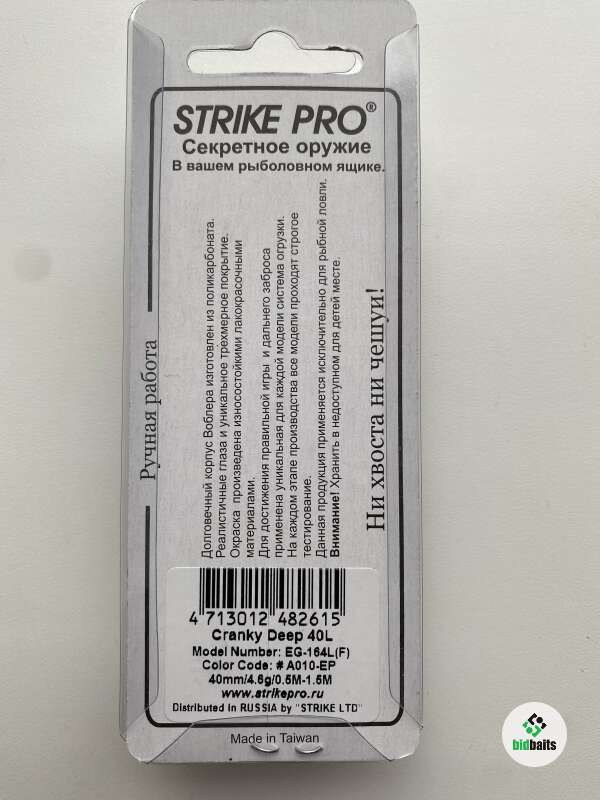 STRIKE PRO®
Секретное оружие
В вашем рыболовном ящике.
Ручная работа
Долговечный корпус Воблера изготовлен из поликарбоната.
Реалистичные глаза и уникальное трёхмерное покрытие.
Окраска произведена износостойкими лакокрасочными
материалами.
Для достижения правильной игры и дальнего заброса
применена уникальная для каждой модели система огрузки.
На каждом этапе производства все модели проходят строгое
тестирование.
Данная продукция применяется исключительно для рыбной ловли.
Внимание! Хранить в недоступном для детей месте.
Ни хвоста ни чешуи!
4 713012 482615
Cranky Deep 40L
Model Number: EG-164L(F)
Color Code: # A010-EP
40mm/4.6g/0.5M-1.5M
www.strikepro.ru
Distributed in RUSSIA by "STRIKE LTD"
Made in Taiwan
bidbaits